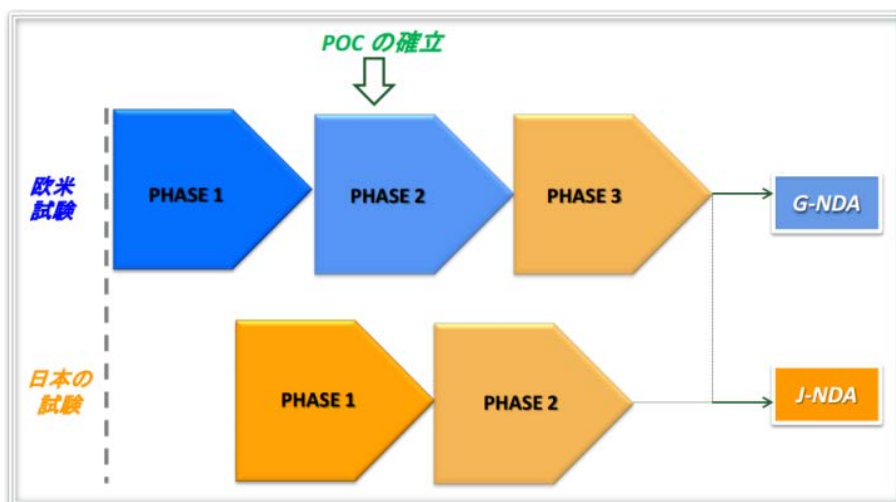 POC の確立
欧米
試験
PHASE 1
PHASE 2
PHASE 3
G-NDA
日本の
試験
PHASE 1
PHASE 2
J-NDA